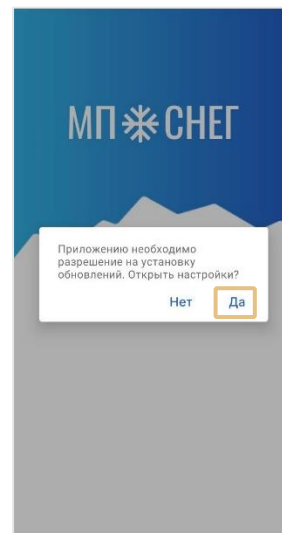 МП СНЕГ
Приложению необходимо
разрешение на установку
обновлений. Открыть настройки?
Нет Да